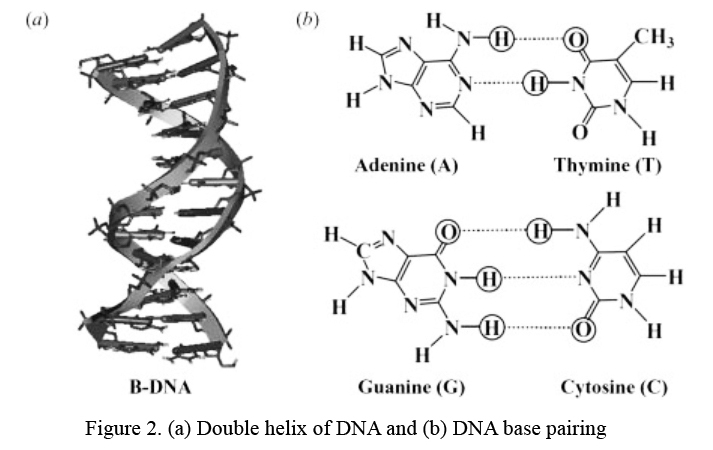 (a)
B-DNA
(b)
H H N H O CH₃
H N N H N H
N N O N H
H N H
Adenine (A) Thymine (T)
H N O H N H
C H H
N N H N H
H N O N
N H H
H
Guanine (G) Cytosine (C)
Figure 2. (a) Double helix of DNA and (b) DNA base pairing